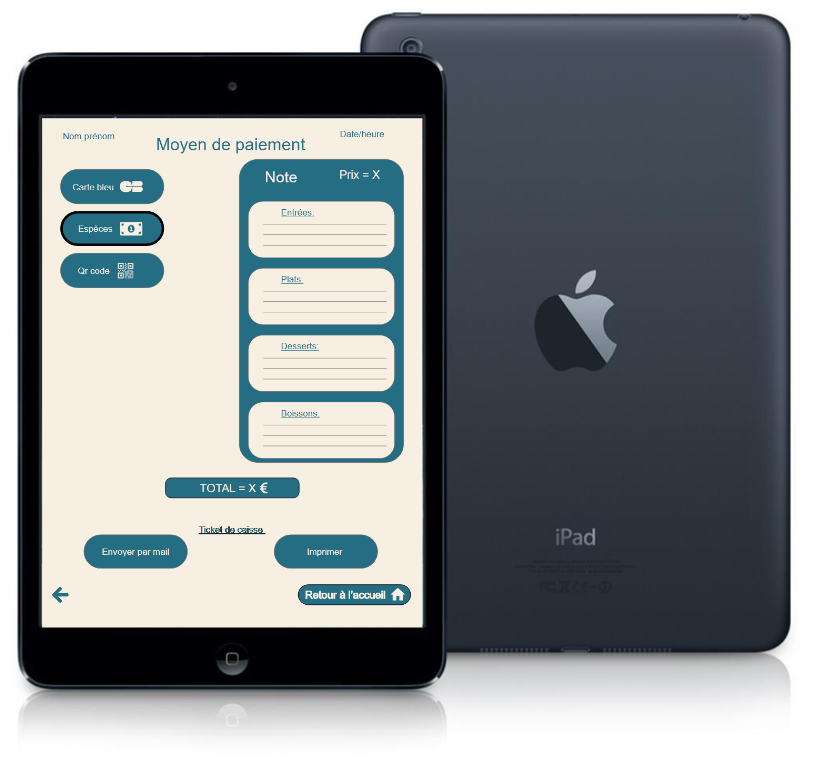 Nom prénom
Moyen de paiement
Date/heure
Carte bleu
Espèces
Qr code
Note
Prix = X
Entrées:
Plats:
Desserts:
Boissons:
TOTAL = X €
Ticket de caisse
Envoyer par mail
Imprimer
Retour à l'accueil
iPad